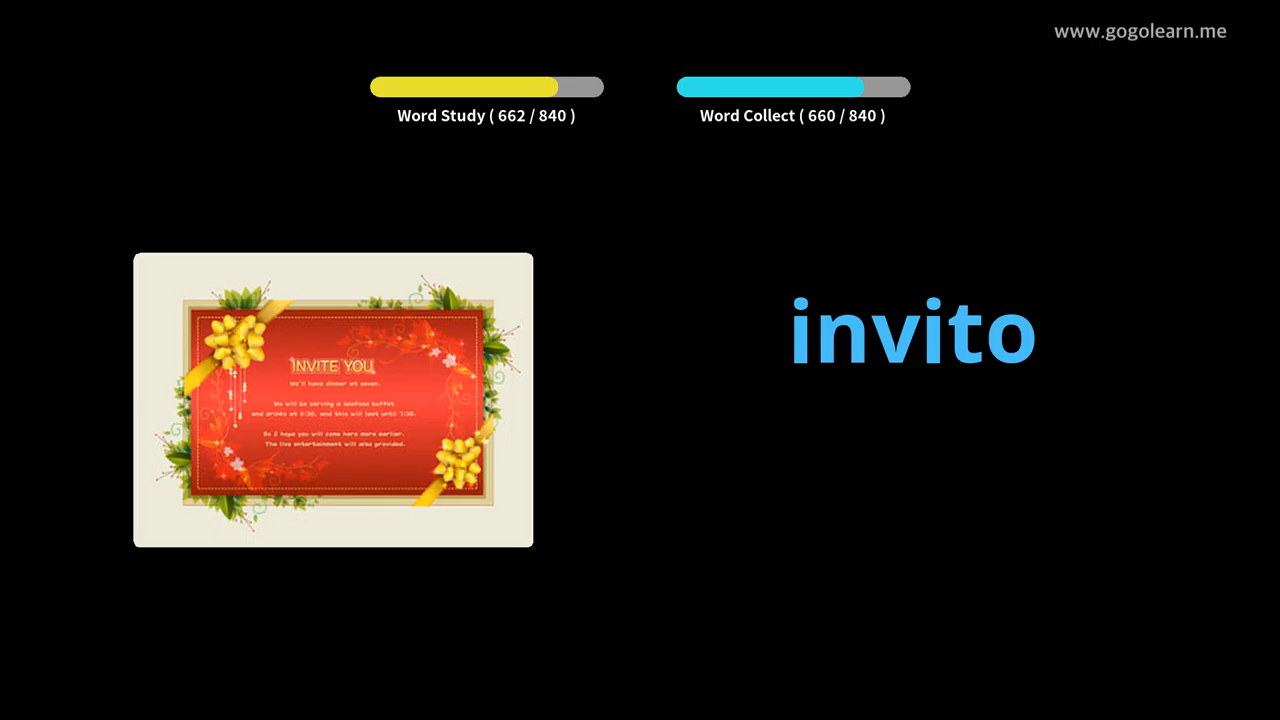 www.gogolearn.me
Word Study ( 662 / 840 )
Word Collect ( 660 / 840 )
INVITE YOU
We'll have dinner at seven.
We will be serving a seafood buffet
and drinks at 6:30, and this will last until 7:30.
So I hope you will come here more earlier.
The live entertainment will also provided.
invito